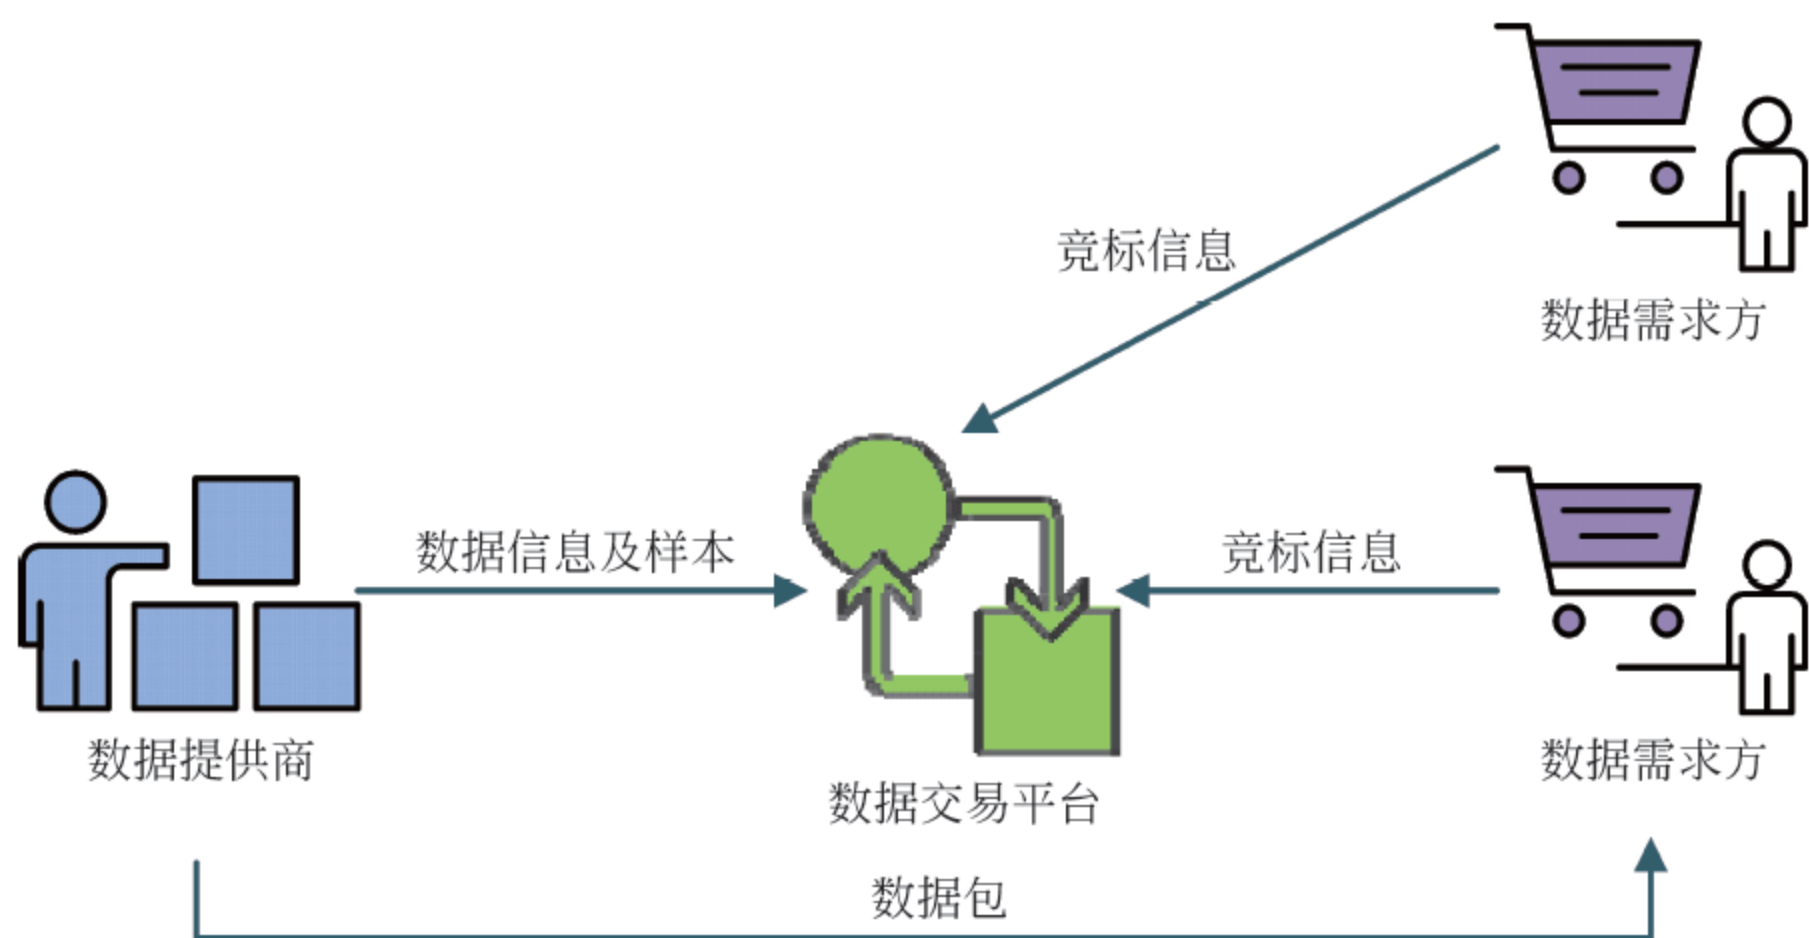 竞标信息
数据需求方
数据信息及样本
竞标信息
数据提供商
数据需求方
数据交易平台
数据包